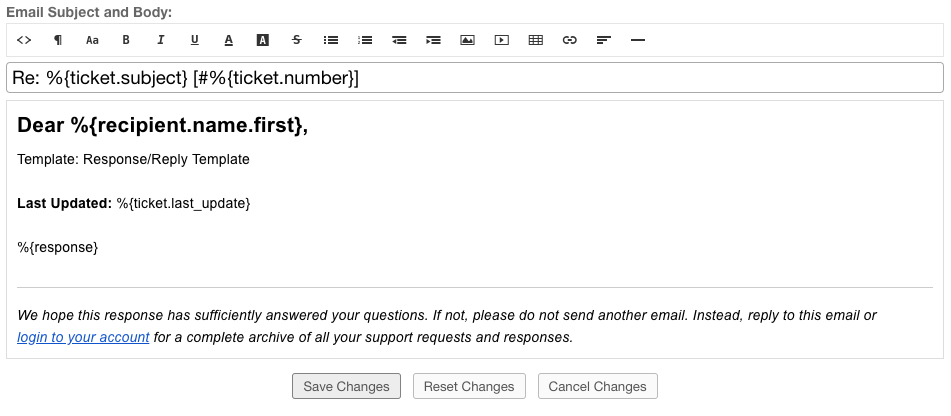 Email Subject and Body:
<> ¶ Aa B I U A A S
Re: %{ticket.subject} [#%{ticket.number}]
Dear %{recipient.name.first},
Template: Response/Reply Template
Last Updated: %{ticket.last_update}
%{response}
We hope this response has sufficiently answered your questions. If not, please do not send another email. Instead, reply to this email or
login to your account for a complete archive of all your support requests and responses.
Save Changes Reset Changes Cancel Changes